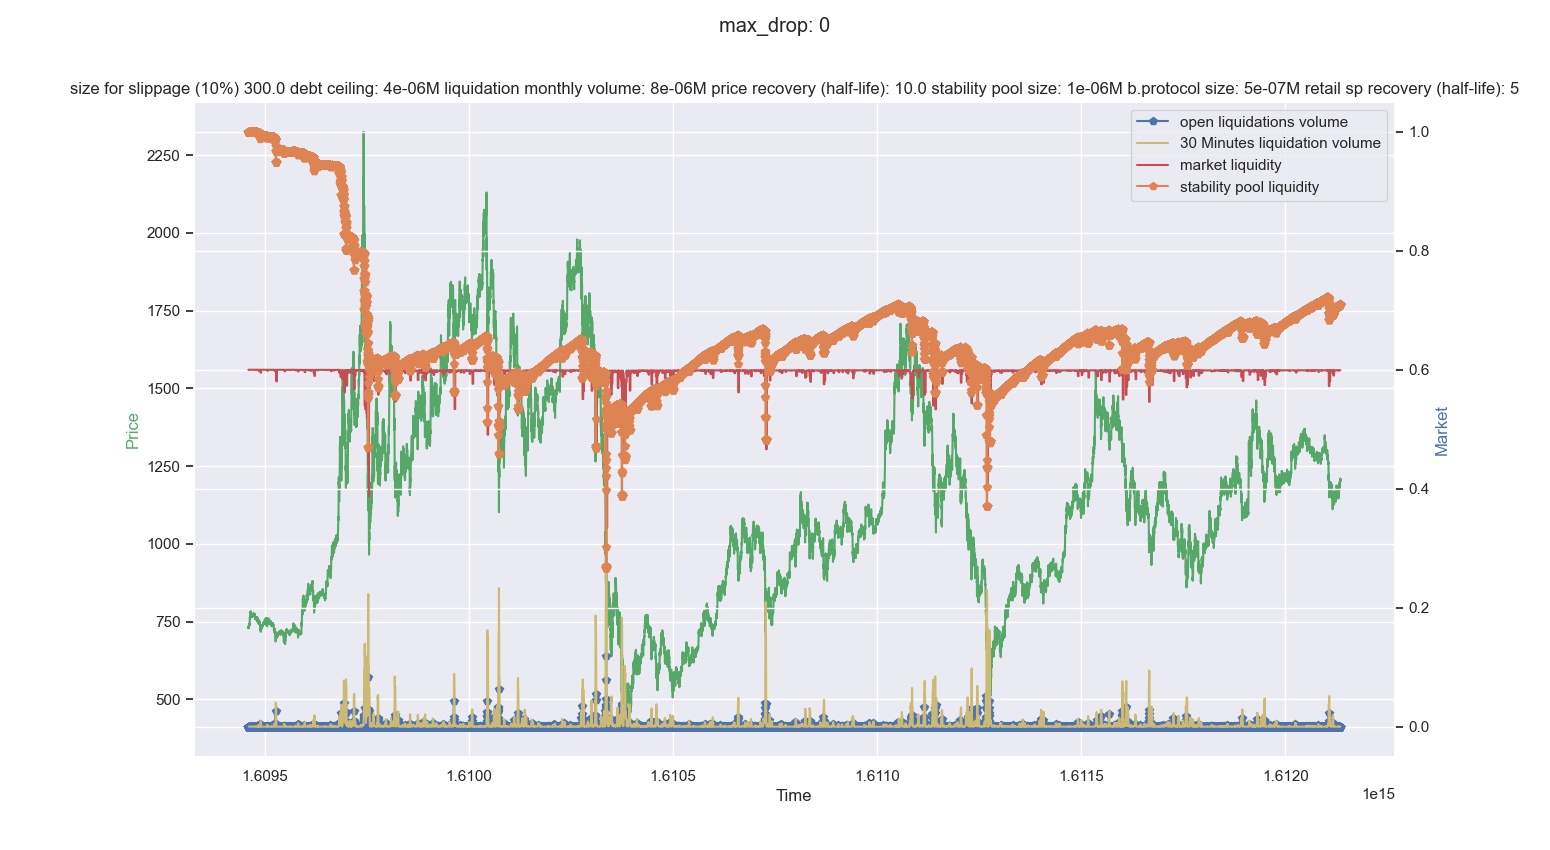 max_drop: 0
size for slippage (10%) 300.0 debt ceiling: 4e-06M liquidation monthly volume: 8e-06M price recovery (half-life): 10.0 stability pool size: 1e-06M b.protocol size: 5e-07M retail sp recovery (half-life): 5
open liquidations volume
30 Minutes liquidation volume
market liquidity
stability pool liquidity
2250
2000
1750
1500
1250
1000
750
500
Price
1.0
0.8
0.6
0.4
0.2
0.0
Market
1.6095 1.6100 1.6105 1.6110 1.6115 1.6120
Time
1e15